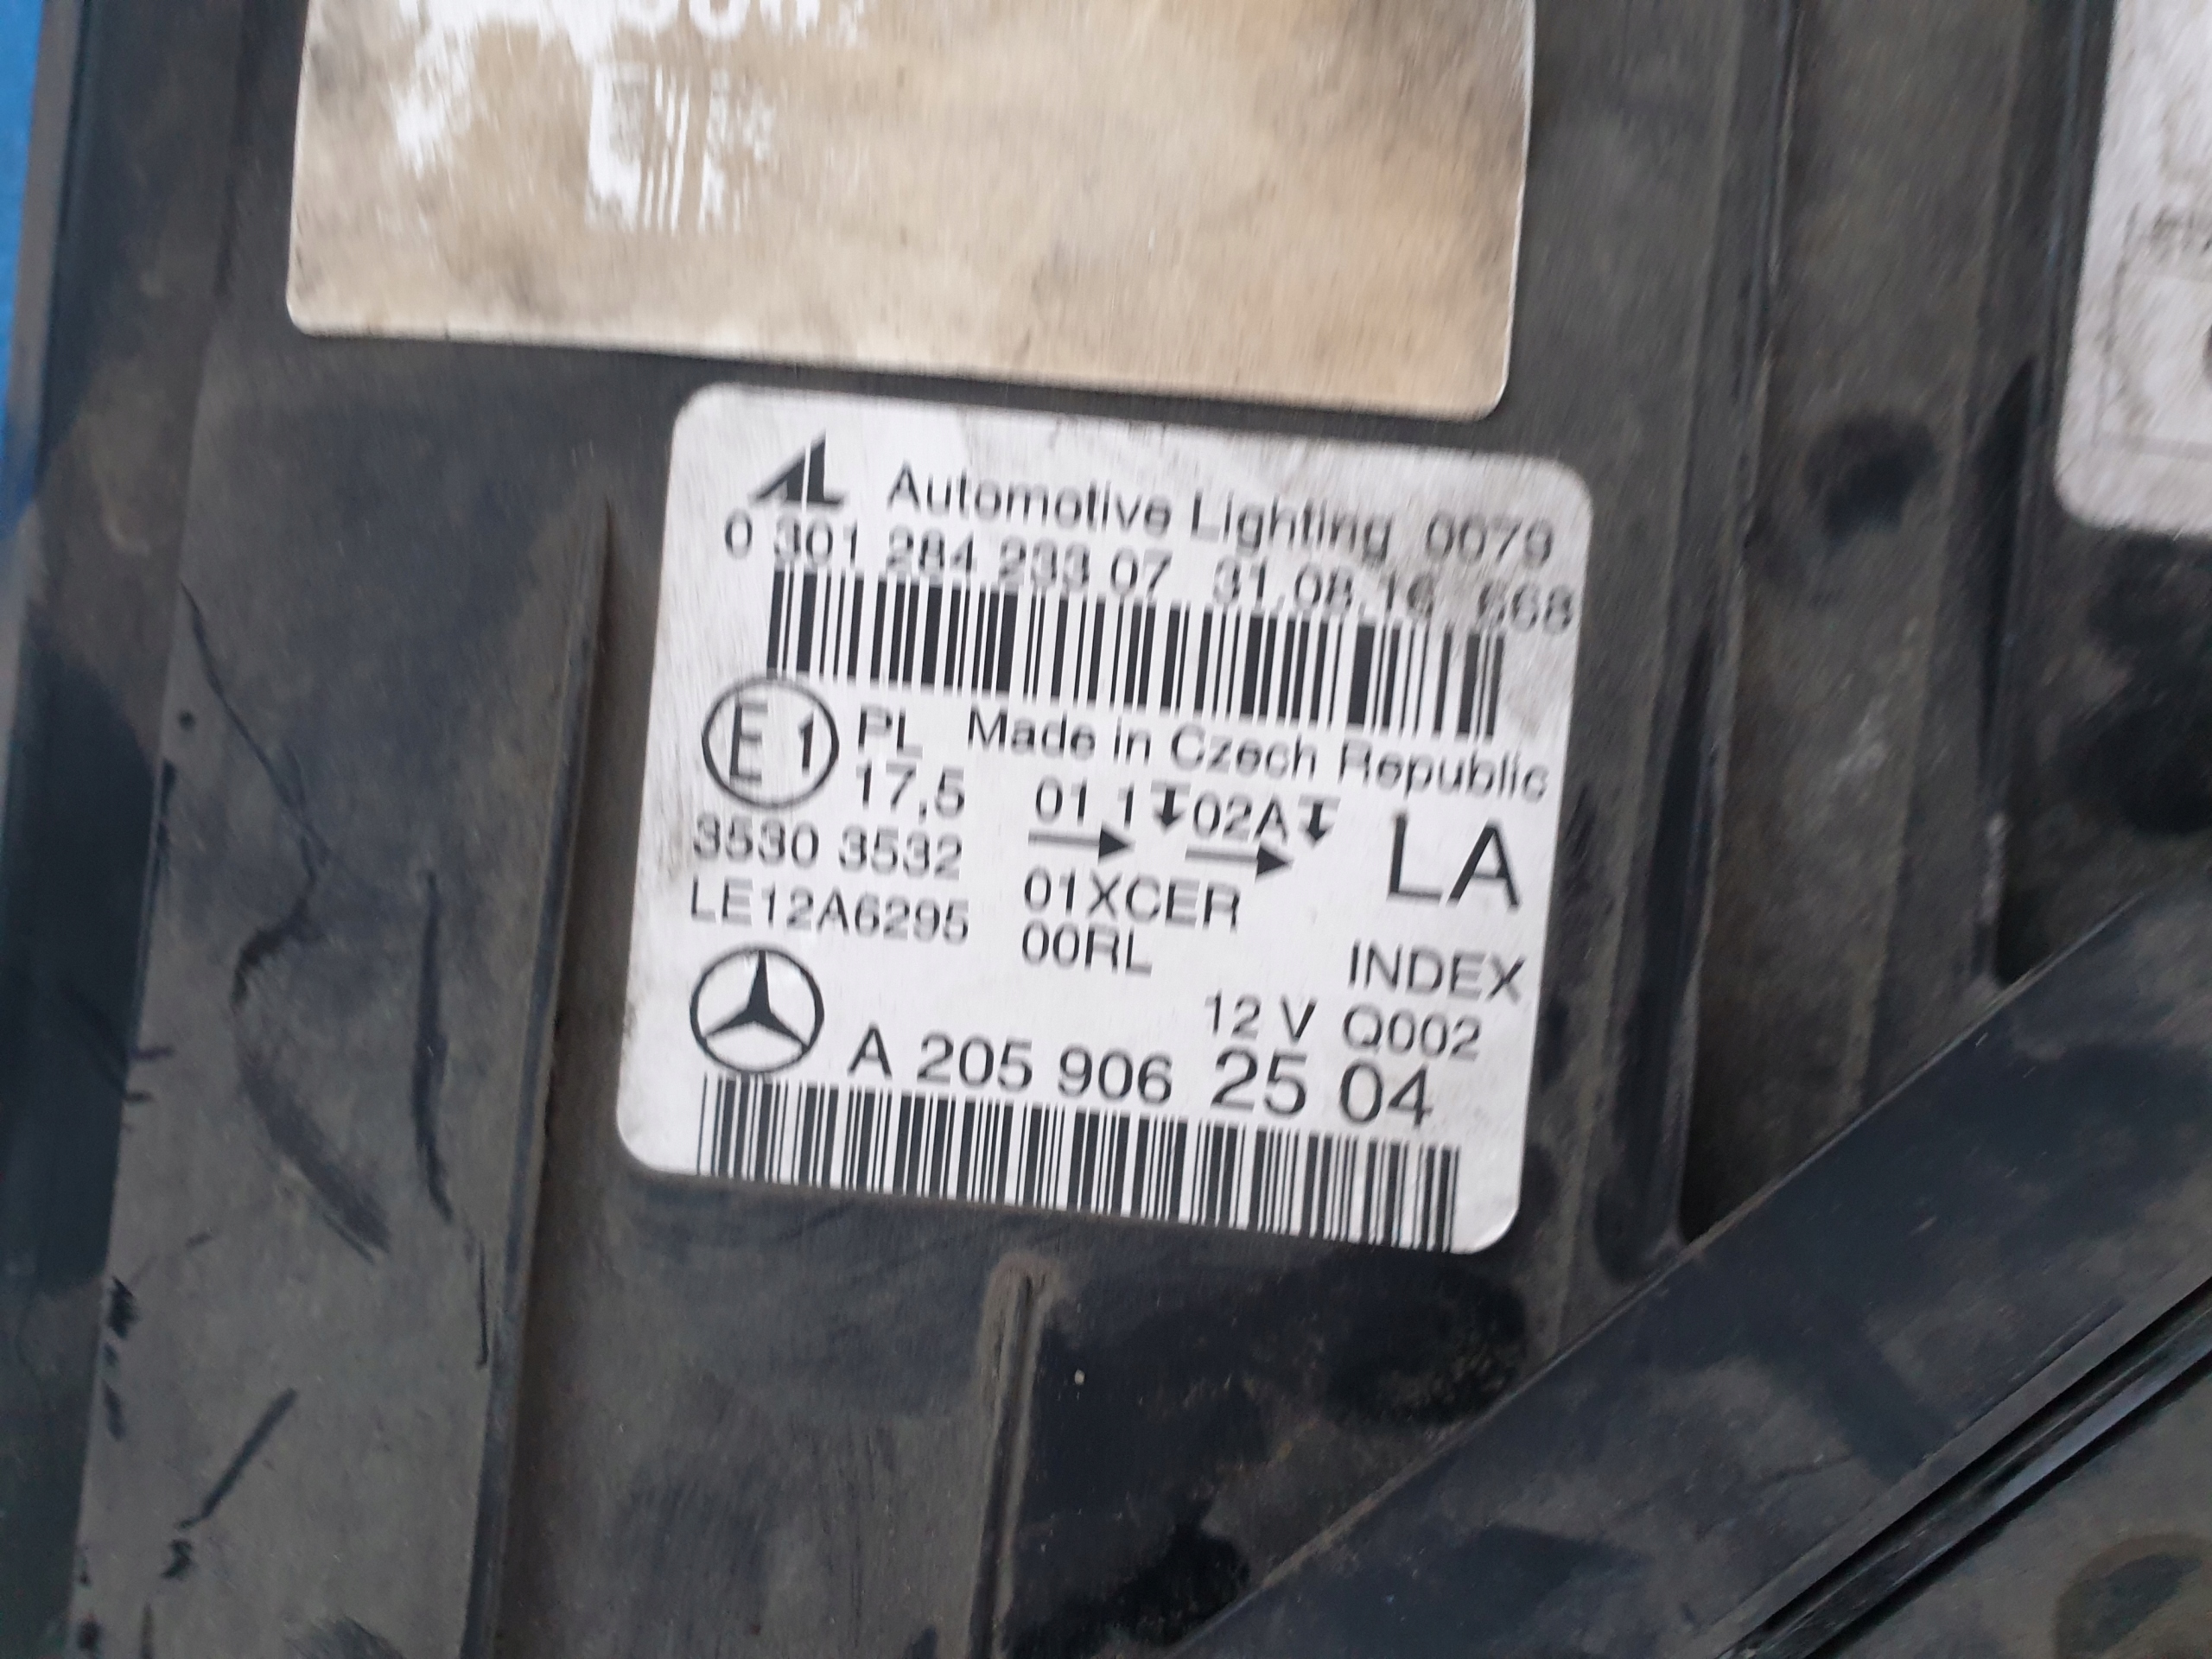 AL Automotive Lighting 0079
0 301 284 233 07 31.08.16 668
E1 PL Made in Czech Republic
17,5 01 1 02A LA
3530 3532
LE12A6295 01XCER
00RL
INDEX
12 V Q002
A 205 906 25 04